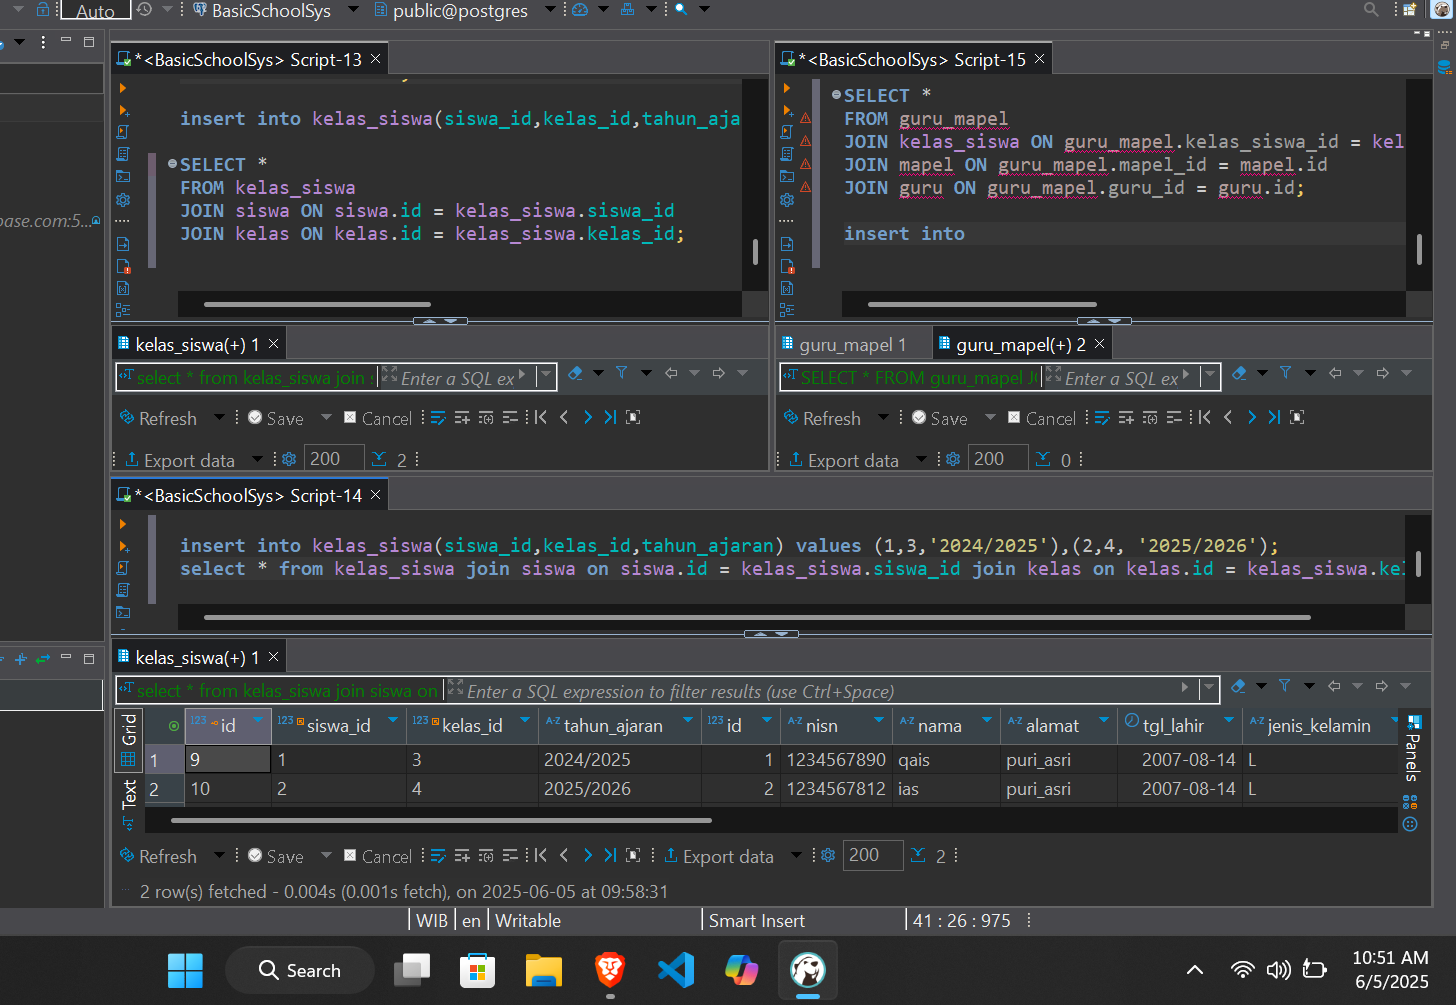 Auto
BasicSchoolSys
public@postgres
*<BasicSchoolSys> Script-13
insert into kelas_siswa(siswa_id,kelas_id,tahun_aja
SELECT *
FROM kelas_siswa
JOIN siswa ON siswa.id = kelas_siswa.siswa_id
JOIN kelas ON kelas.id = kelas_siswa.kelas_id;
base.com:5...
kelas_siswa(+) 1
select * from kelas_siswa join s
Enter a SQL ex
Refresh
Save
Cancel
Export data
200
2
*<BasicSchoolSys> Script-15
SELECT *
FROM guru_mapel
JOIN kelas_siswa ON guru_mapel.kelas_siswa_id = kel
JOIN mapel ON guru_mapel.mapel_id = mapel.id
JOIN guru ON guru_mapel.guru_id = guru.id;
insert into
guru_mapel 1
guru_mapel(+) 2
SELECT * FROM guru_mapel JO
Enter a SQL ex
Refresh
Save
Cancel
Export data
200
0
*<BasicSchoolSys> Script-14
insert into kelas_siswa(siswa_id,kelas_id,tahun_ajaran) values (1,3,'2024/2025'),(2,4, '2025/2026');
select * from kelas_siswa join siswa on siswa.id = kelas_siswa.siswa_id join kelas on kelas.id = kelas_siswa.kel
kelas_siswa(+) 1
select * from kelas_siswa join siswa on
Enter a SQL expression to filter results (use Ctrl+Space)
Grid
Text
Panels
123 id 123 siswa_id 123 kelas_id A-Z tahun_ajaran 123 id A-Z nisn A-Z nama A-Z alamat tgl_lahir A-Z jenis_kelamin
1 9 1 3 2024/2025 1 1234567890 qais puri_asri 2007-08-14 L
2 10 2 4 2025/2026 2 1234567812 ias puri_asri 2007-08-14 L
Refresh
Save
Cancel
Export data
200
2
2 row(s) fetched - 0.004s (0.001s fetch), on 2025-06-05 at 09:58:31
WIB
en
Writable
Smart Insert
41 : 26 : 975
Search
10:51 AM
6/5/2025